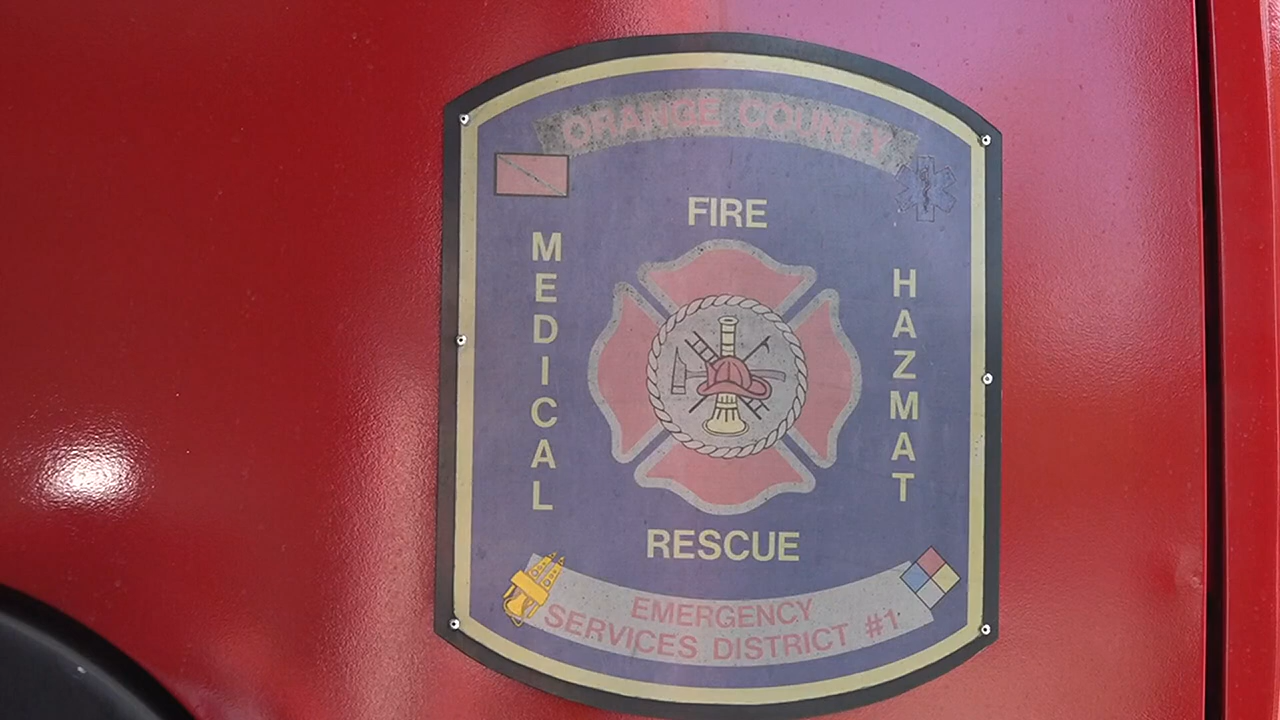 ORANGE COUNTY
FIRE
MEDICAL
HAZMAT
RESCUE
EMERGENCY
SERVICES DISTRICT #1